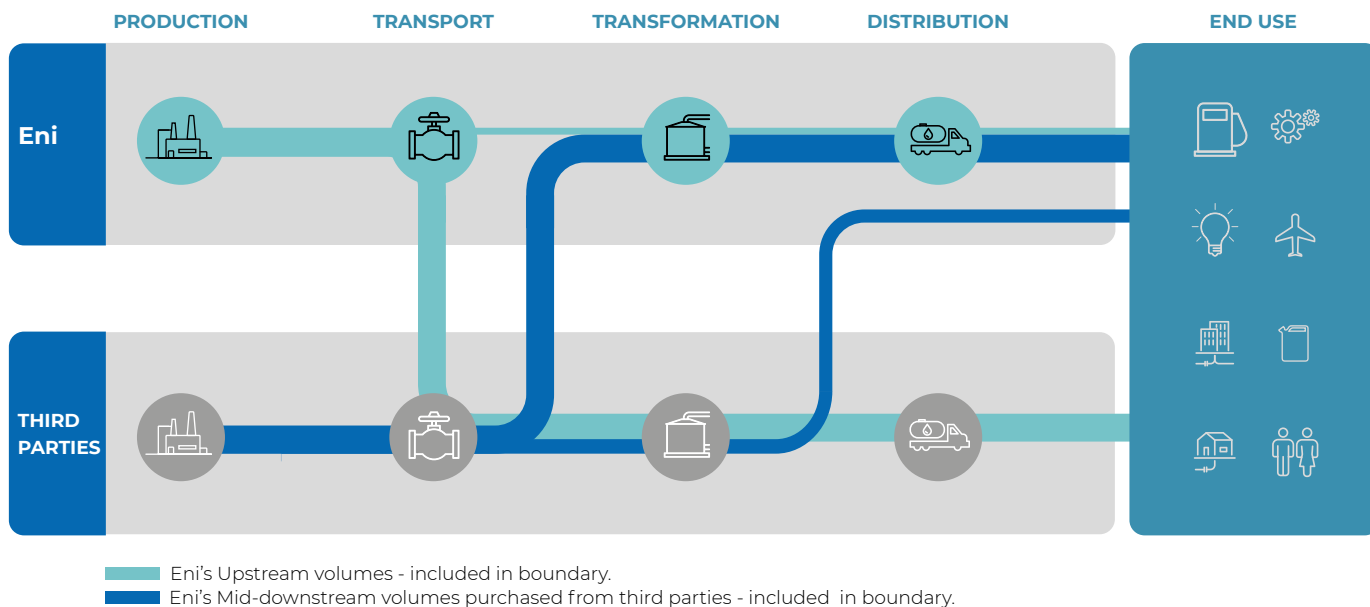 PRODUCTION TRANSPORT TRANSFORMATION DISTRIBUTION END USE
Eni
THIRD
PARTIES
Eni's Upstream volumes - included in boundary.
Eni's Mid-downstream volumes purchased from third parties - included in boundary.